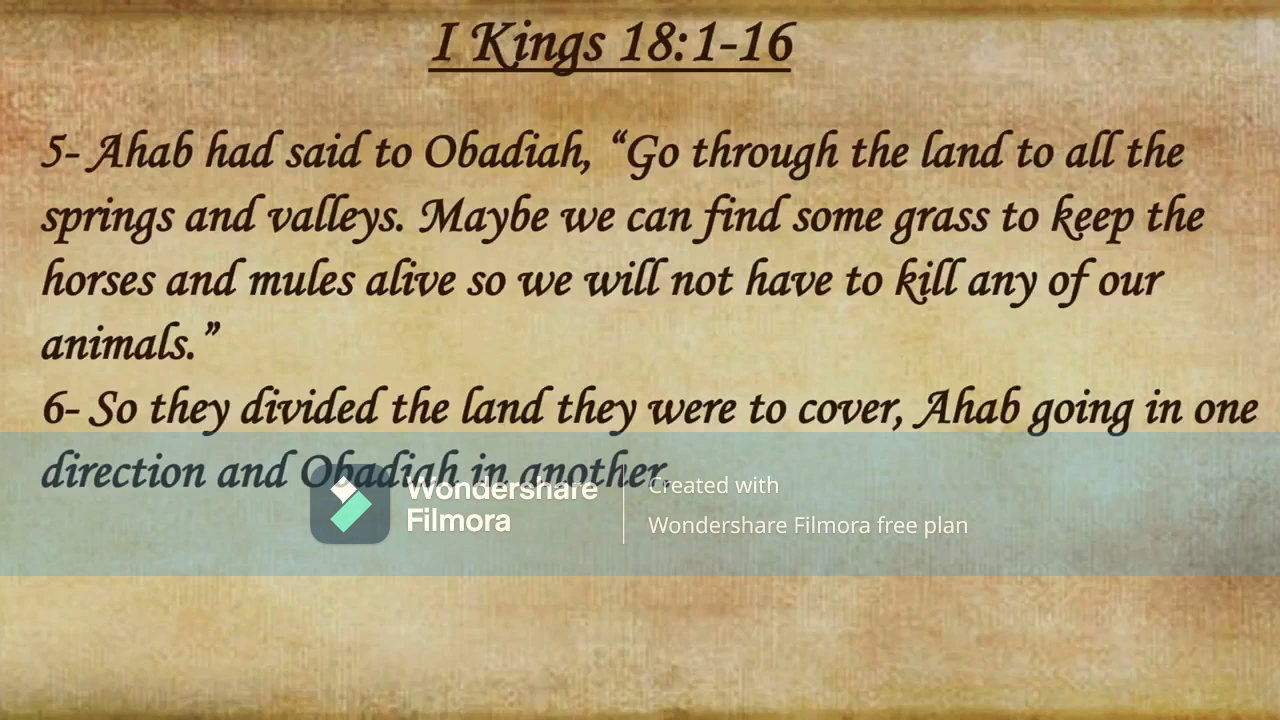 I Kings 18:1-16
5- Ahab had said to Obadiah, “Go through the land to all the
springs and valleys. Maybe we can find some grass to keep the
horses and mules alive so we will not have to kill any of our
animals.”
6- So they divided the land they were to cover, Ahab going in one
direction and Obadiah in another.
Wondershare
Filmora
Created with
Wondershare Filmora free plan